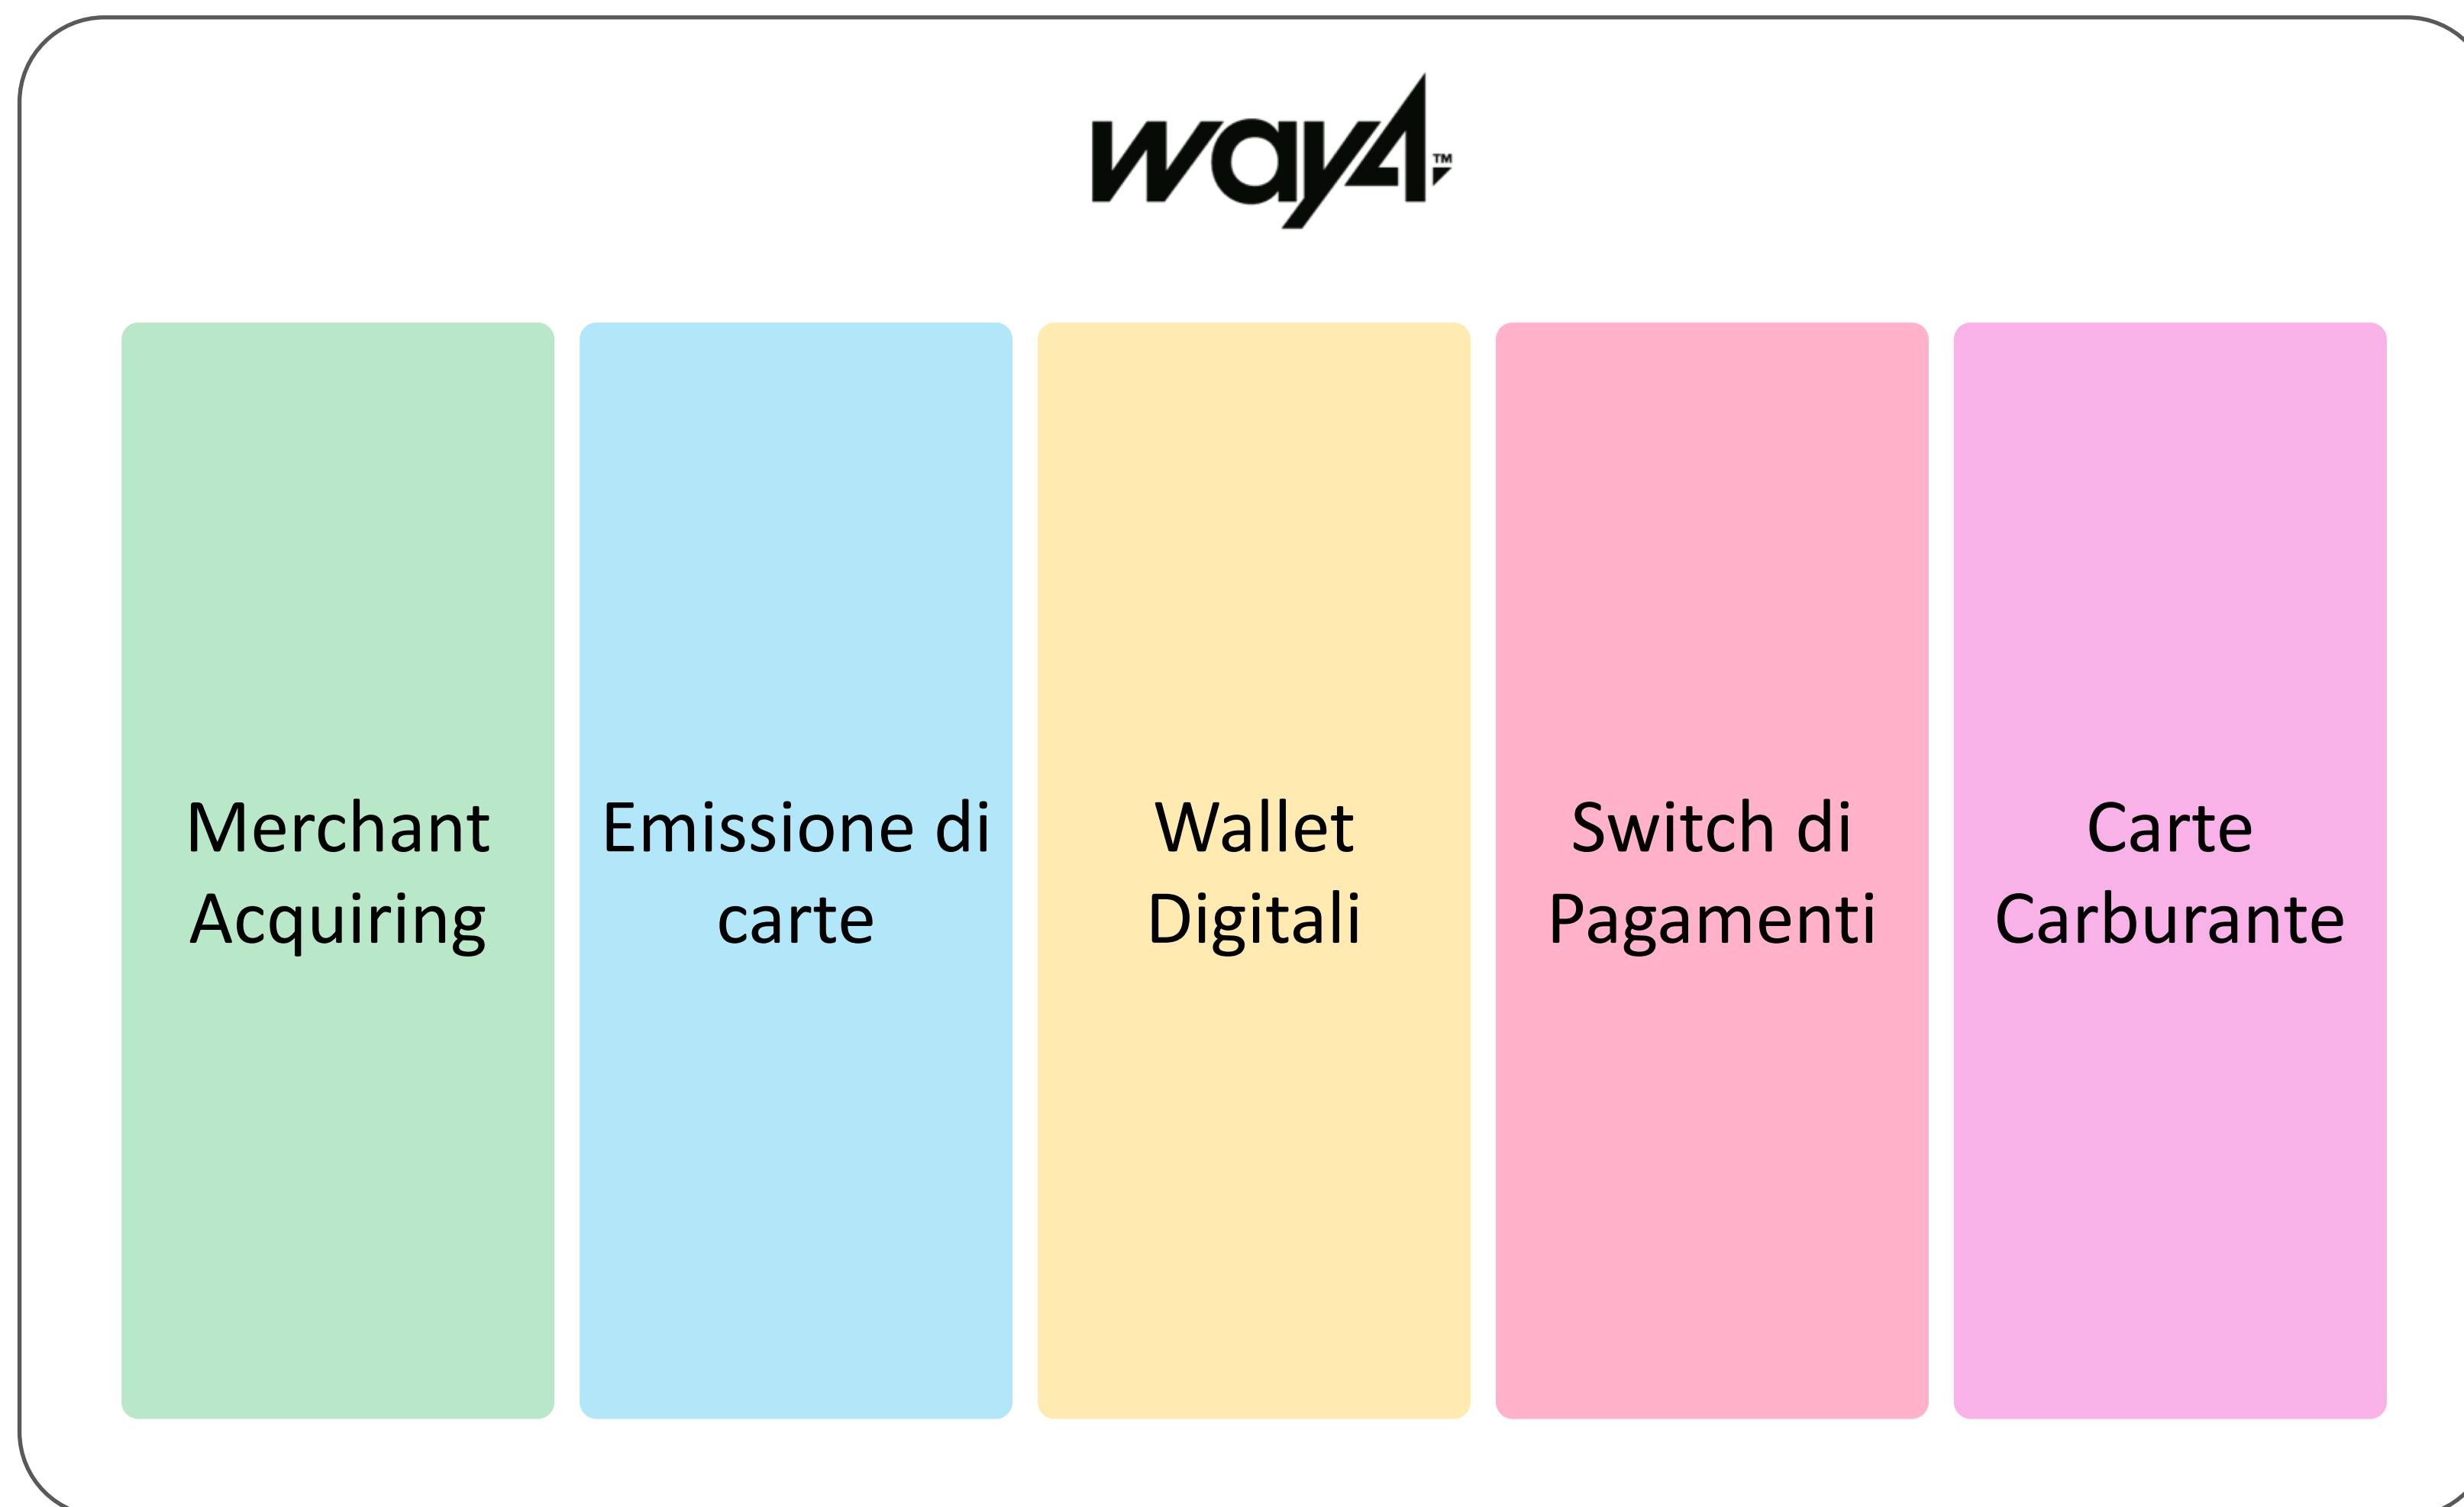 way4™
Merchant
Acquiring
Emissione di
carte
Wallet
Digitali
Switch di
Pagamenti
Carte
Carburante